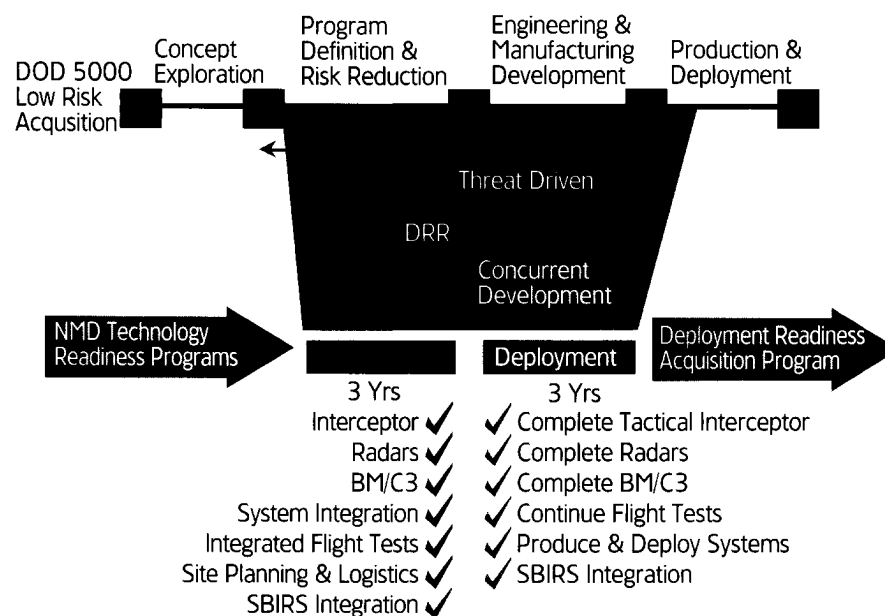 DOD 5000
Low Risk
Acqusition
Concept
Exploration
Program
Definition &
Risk Reduction
Engineering &
Manufacturing
Development
Production &
Deployment
Threat Driven
DRR
Concurrent
Development
NMD Technology
Readiness Programs
Deployment
Deployment Readiness
Acquisition Program
3 Yrs
Interceptor
Radars
BM/C3
System Integration
Integrated Flight Tests
Site Planning & Logistics
SBIRS Integration
3 Yrs
Complete Tactical Interceptor
Complete Radars
Complete BM/C3
Continue Flight Tests
Produce & Deploy Systems
SBIRS Integration